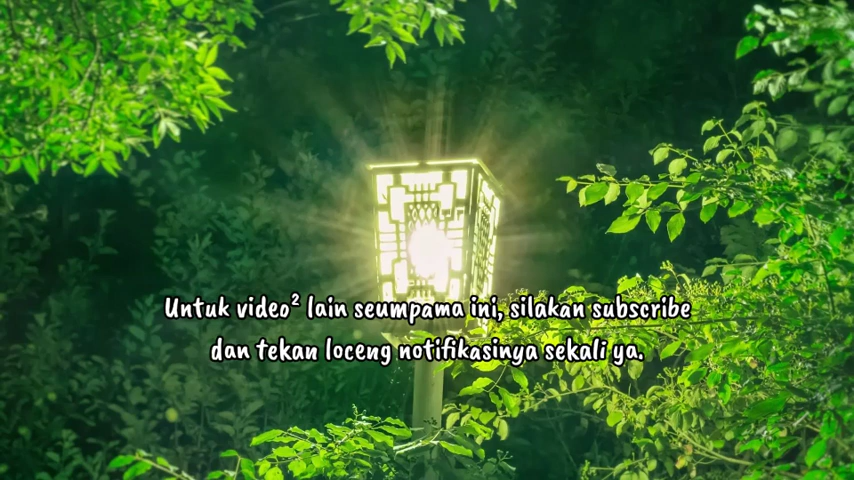 Untuk video² lain seumpama ini, silakan subscribe
dan tekan loceng notifikasinya sekali ya.